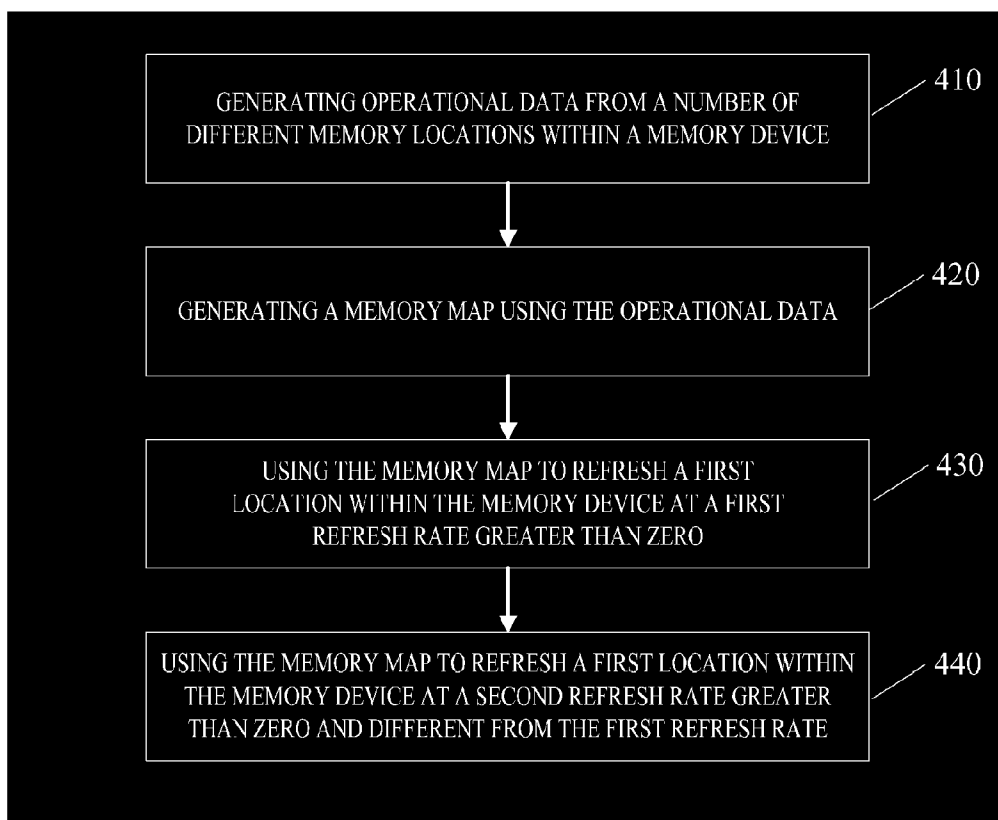 GENERATING OPERATIONAL DATA FROM A NUMBER OF
DIFFERENT MEMORY LOCATIONS WITHIN A MEMORY DEVICE
410
GENERATING A MEMORY MAP USING THE OPERATIONAL DATA
420
USING THE MEMORY MAP TO REFRESH A FIRST
LOCATION WITHIN THE MEMORY DEVICE AT A FIRST
REFRESH RATE GREATER THAN ZERO
430
USING THE MEMORY MAP TO REFRESH A FIRST LOCATION WITHIN
THE MEMORY DEVICE AT A SECOND REFRESH RATE GREATER
THAN ZERO AND DIFFERENT FROM THE FIRST REFRESH RATE
440